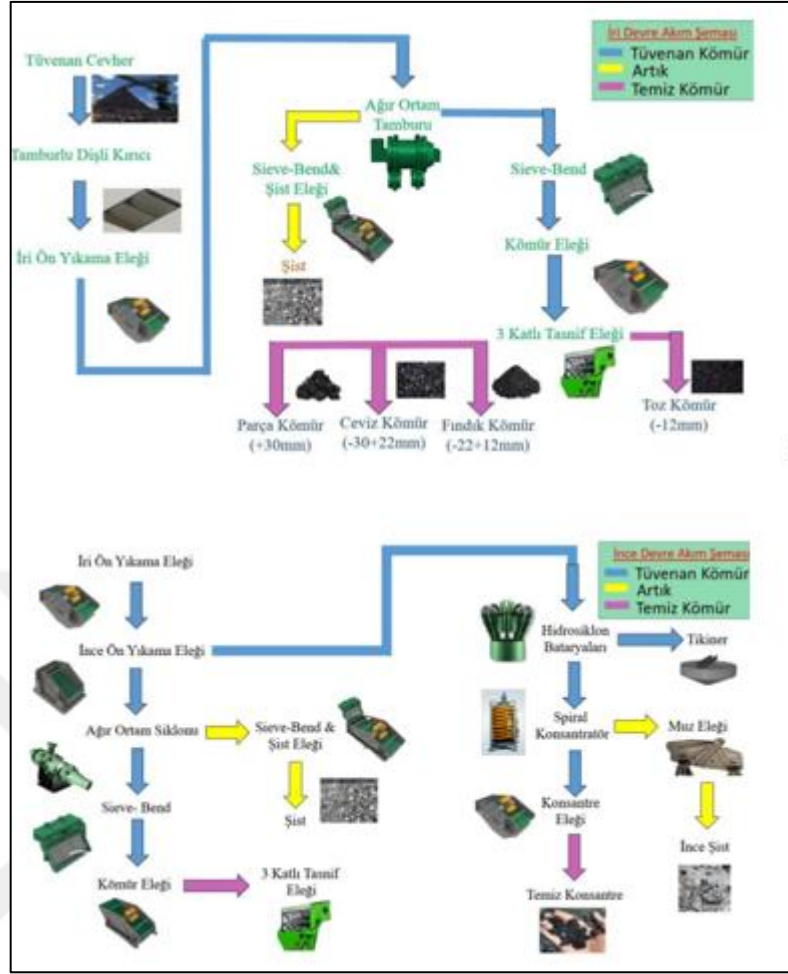 İri Devre Akım Şeması
Tüvenan Kömür
Artık
Temiz Kömür
Tüvenan Cevher
Tamburlu Dişli Kırıcı
İri Ön Yıkama Eleği
Ağır Ortam
Tamburu
Sieve-Bend&
Şist Eleği
Şist
Sieve-Bend
Kömür Eleği
3 Katlı Tasnif Eleği
Parça Kömür
(+30mm)
Ceviz Kömür
(-30+22mm)
Fındık Kömür
(-22+12mm)
Toz Kömür
(-12mm)
İnce Devre Akım Şeması
Tüvenan Kömür
Artık
Temiz Kömür
İri Ön Yıkama Eleği
İnce Ön Yıkama Eleği
Ağır Ortam Siklonu
Sieve-Bend &
Şist Eleği
Şist
Sieve- Bend
Kömür Eleği
3 Katlı Tasnif
Eleği
Hidrosiklon
Bataryaları
Tikiner
Spiral
Konsantratör
Muz Eleği
Konsantre
Eleği
İnce Şist
Temiz Konsantre